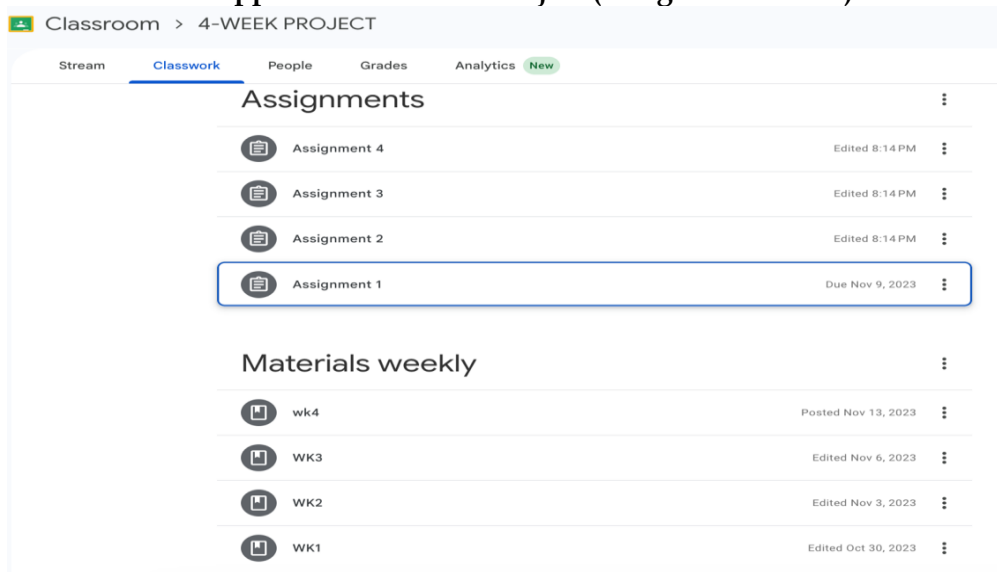 Classroom > 4-WEEK PROJECT
Stream Classwork People Grades Analytics New
Assignments
Assignment 4 Edited 8:14 PM
Assignment 3 Edited 8:14 PM
Assignment 2 Edited 8:14 PM
Assignment 1 Due Nov 9, 2023
Materials weekly
wk4 Posted Nov 13, 2023
WK3 Edited Nov 6, 2023
WK2 Edited Nov 3, 2023
WK1 Edited Oct 30, 2023